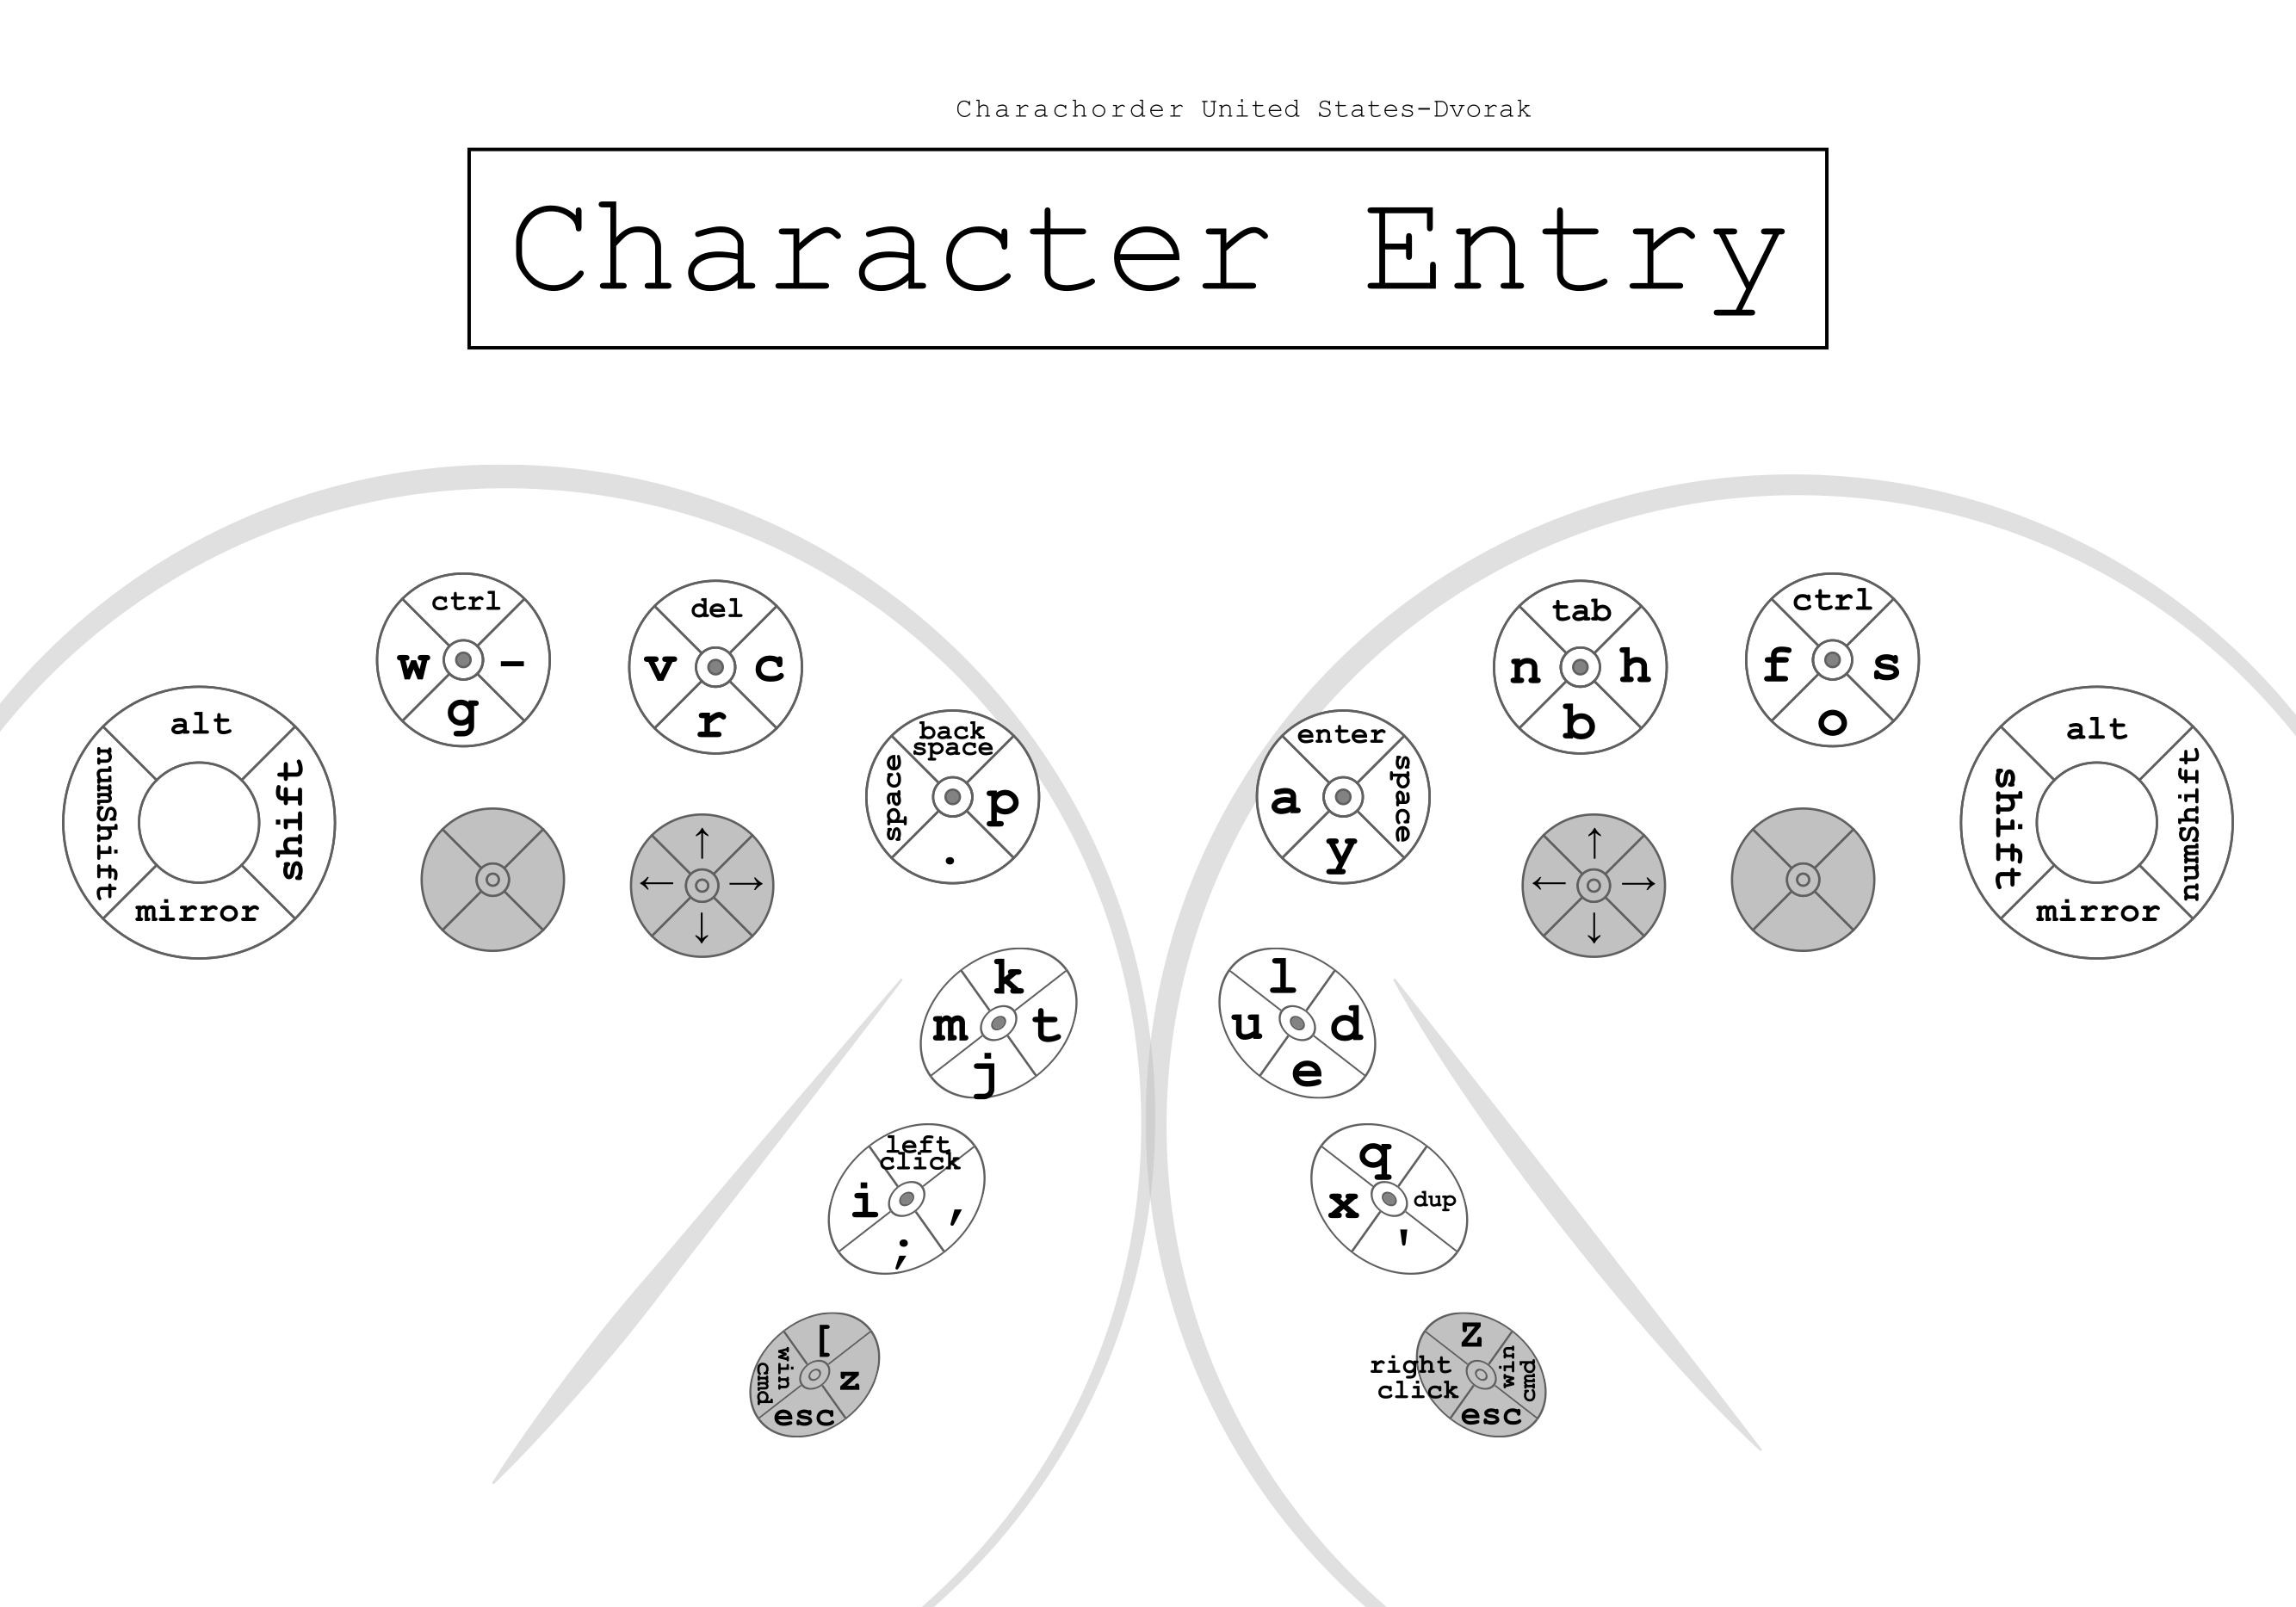 Charachorder United States-Dvorak
Character Entry
alt
numShift
shift
mirror
ctrl
w -
g
del
v c
r
back
space
space
p
.
← ↑ → ↓
k
m t
j
left
click
i ,
;
[
win
cmd
z
esc
enter
a
space
y
tab
n h
b
ctrl
f s
o
← ↑ → ↓
alt
shift
numShift
mirror
l
u d
e
q
x dup
'
Z
right
click
win
cmd
esc